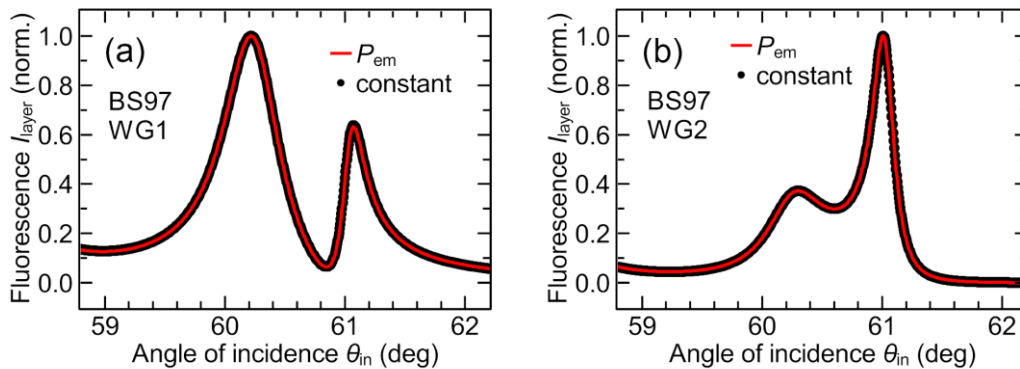 (a)
BS97
WG1
P_em
constant
Fluorescence I_layer (norm.)
1.0
0.8
0.6
0.4
0.2
0.0
59
60
61
62
Angle of incidence θ_in (deg)
(b)
BS97
WG2
P_em
constant
Fluorescence I_layer (norm.)
1.0
0.8
0.6
0.4
0.2
0.0
59
60
61
62
Angle of incidence θ_in (deg)